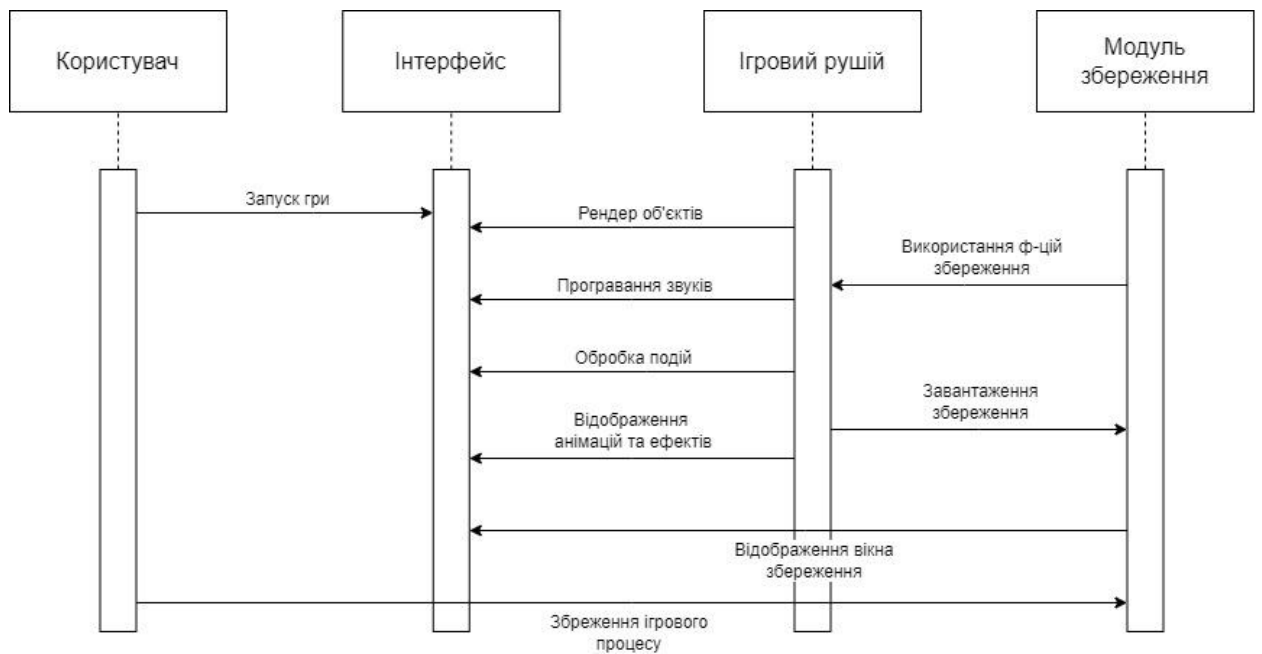 Користувач
Інтерфейс
Ігровий рушій
Модуль
збереження
Запуск гри
Рендер об'єктів
Використання ф-цій
збереження
Програвання звуків
Обробка подій
Завантаження
збереження
Відображення
анімацій та ефектів
Відображення вікна
збереження
Збреження ігрового
процесу